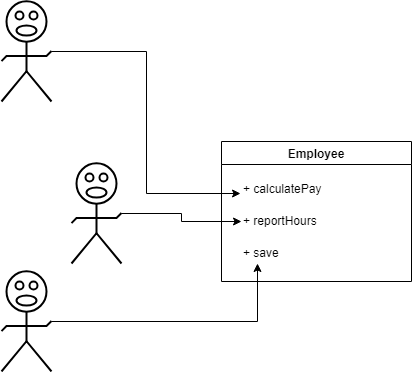 Employee
+ calculatePay
+ reportHours
+ save